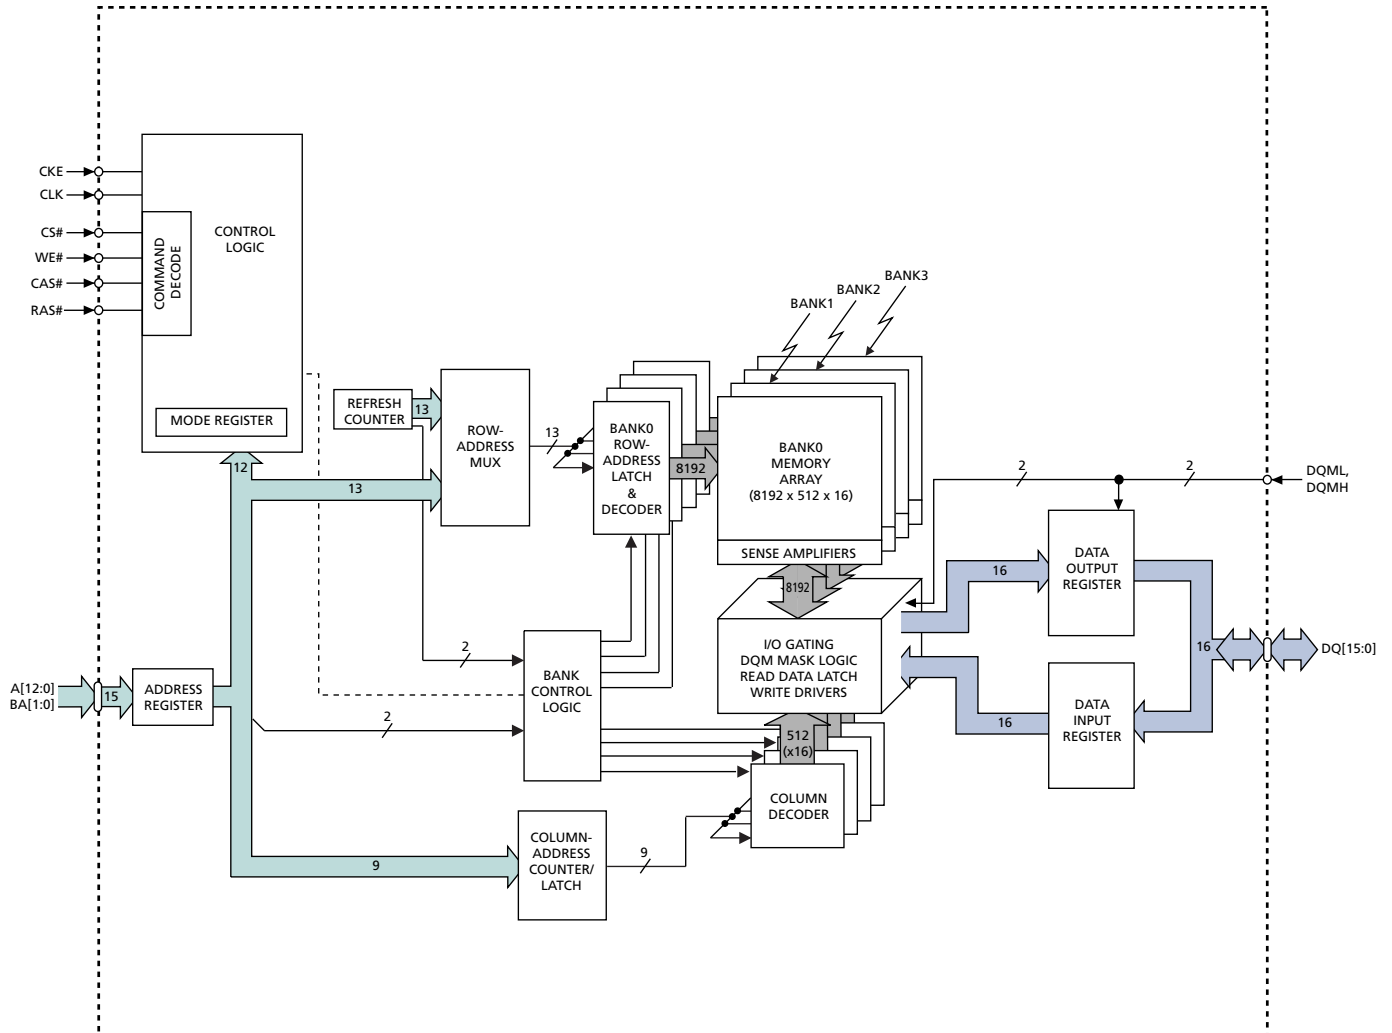 CKE
CLK
CS#
WE#
CAS#
RAS#
COMMAND
DECODE
CONTROL
LOGIC
MODE REGISTER
12
13
REFRESH
COUNTER
13
ROW-
ADDRESS
MUX
13
BANK0
ROW-
ADDRESS
LATCH
&
DECODER
8192
BANK1
BANK2
BANK3
BANK0
MEMORY
ARRAY
(8192 x 512 x 16)
SENSE AMPLIFIERS
8192
I/O GATING
DQM MASK LOGIC
READ DATA LATCH
WRITE DRIVERS
2
2
DQML,
DQMH
16
DATA
OUTPUT
REGISTER
16
DQ[15:0]
16
DATA
INPUT
REGISTER
A[12:0]
BA[1:0]
15
ADDRESS
REGISTER
2
2
BANK
CONTROL
LOGIC
512
(x16)
COLUMN
DECODER
9
COLUMN-
ADDRESS
COUNTER/
LATCH
9